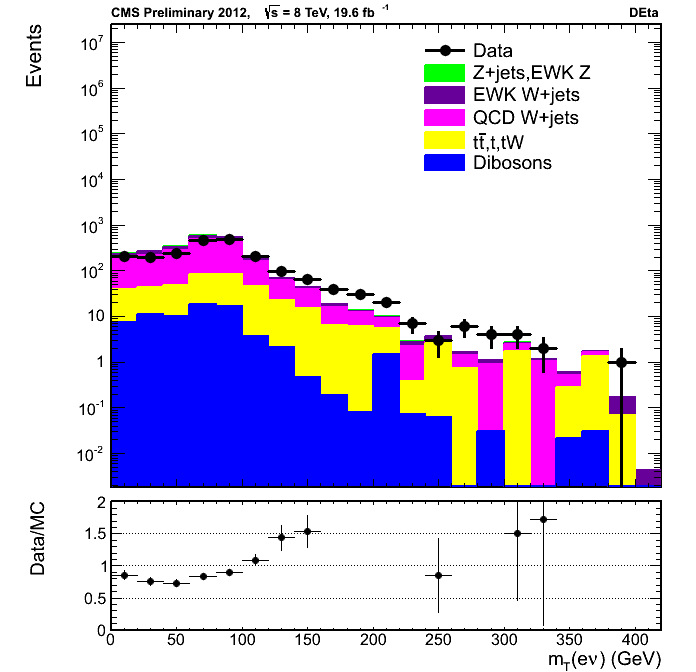 CMS Preliminary 2012, √s = 8 TeV, 19.6 fb⁻¹ DEta
Events
10⁷
10⁶
10⁵
10⁴
10³
10²
10
1
10⁻¹
10⁻²
Data
Z+jets,EWK Z
EWK W+jets
QCD W+jets
tt̅,t,tW
Dibosons
Data/MC
2
1.5
1
0.5
0
0 50 100 150 200 250 300 350 400
m_T(eν) (GeV)